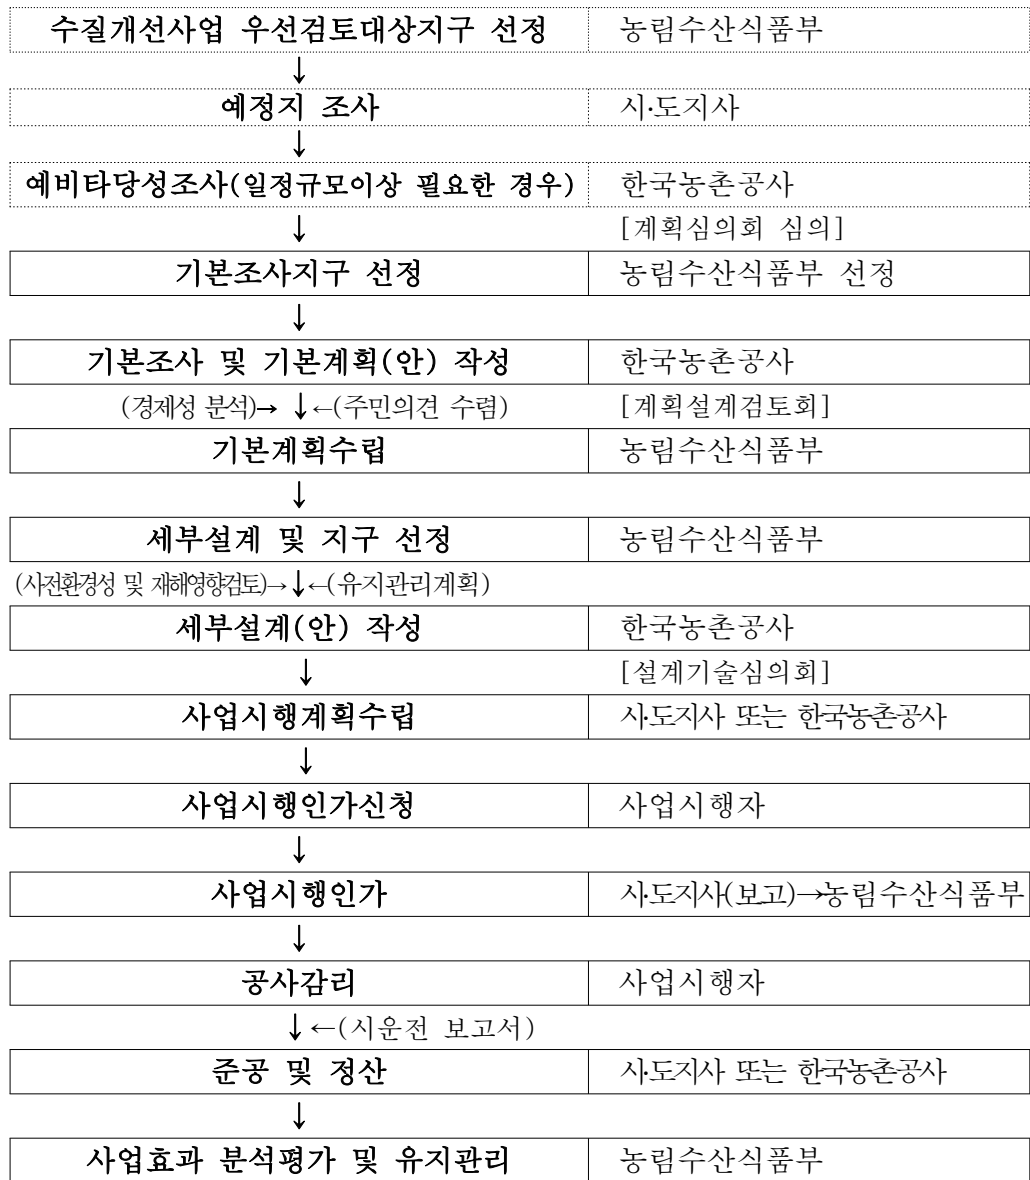 수질개선사업 우선검토대상지구 선정 농림수산식품부
↓
예정지 조사 시·도지사
↓
예비타당성조사(일정규모이상 필요한 경우) 한국농촌공사
↓ [계획심의회 심의]
기본조사지구 선정 농림수산식품부 선정
↓
기본조사 및 기본계획(안) 작성 한국농촌공사
(경제성 분석)→ ↓←(주민의견 수렴) [계획설계검토회]
기본계획수립 농림수산식품부
↓
세부설계 및 지구 선정 농림수산식품부
(사전환경성 및 재해영향검토)→↓←(유지관리계획)
세부설계(안) 작성 한국농촌공사
↓ [설계기술심의회]
사업시행계획수립 시·도지사 또는 한국농촌공사
↓
사업시행인가신청 사업시행자
↓
사업시행인가 시·도지사(보고)→농림수산식품부
↓
공사감리 사업시행자
↓←(시운전 보고서)
준공 및 정산 시·도지사 또는 한국농촌공사
↓
사업효과 분석평가 및 유지관리 농림수산식품부